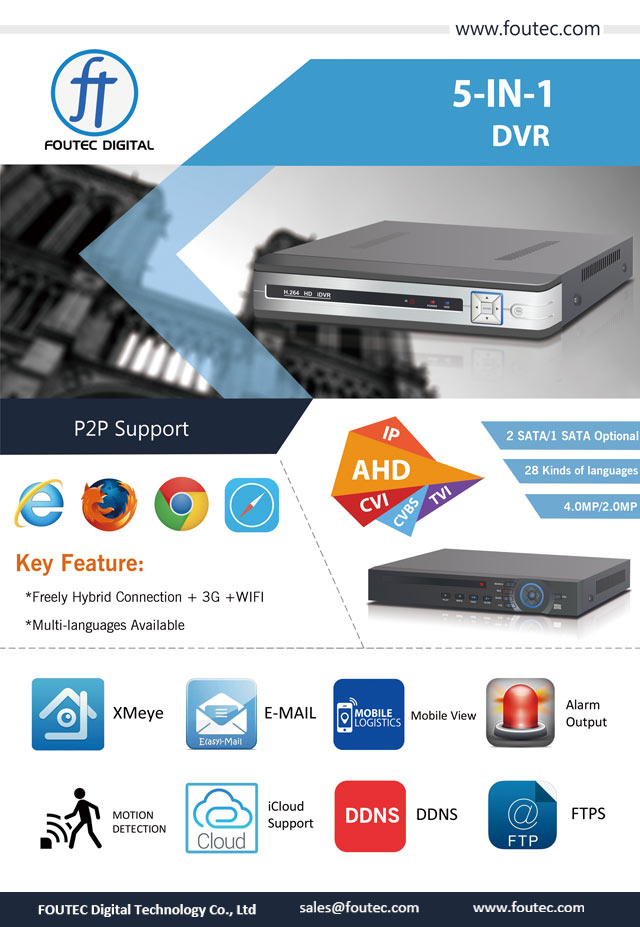 www.foutec.com
ft
FOUTEC DIGITAL
5-IN-1
DVR
H.264 HD iDVR
P2P Support
IP
AHD
CVI
CVBS
TVI
2 SATA/1 SATA Optional
28 Kinds of languages
4.0MP/2.0MP
Key Feature:
*Freely Hybrid Connection + 3G +WIFI
*Multi-languages Available
XMeye
E(asy)-Mail
E-MAIL
MOBILE
LOGISTICS
Mobile View
Alarm
Output
MOTION
DETECTION
Cloud
iCloud
Support
DDNS
DDNS
@
FTP
FTPS
FOUTEC Digital Technology Co., Ltd
sales@foutec.com
www.foutec.com